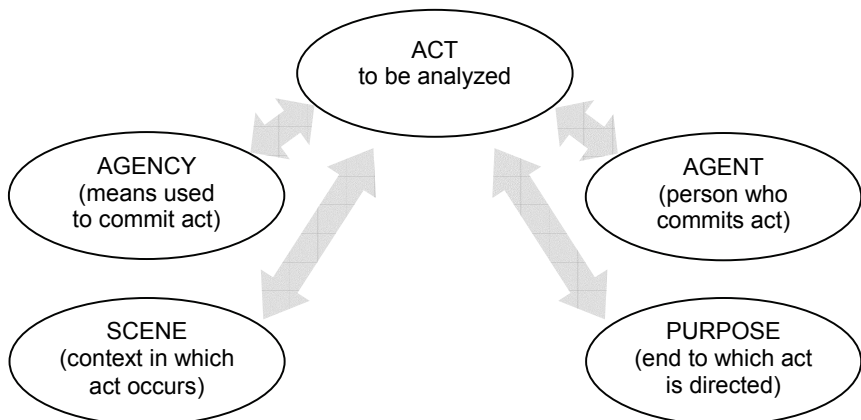 ACT
to be analyzed
AGENCY
(means used
to commit act)
AGENT
(person who
commits act)
SCENE
(context in which
act occurs)
PURPOSE
(end to which act
is directed)